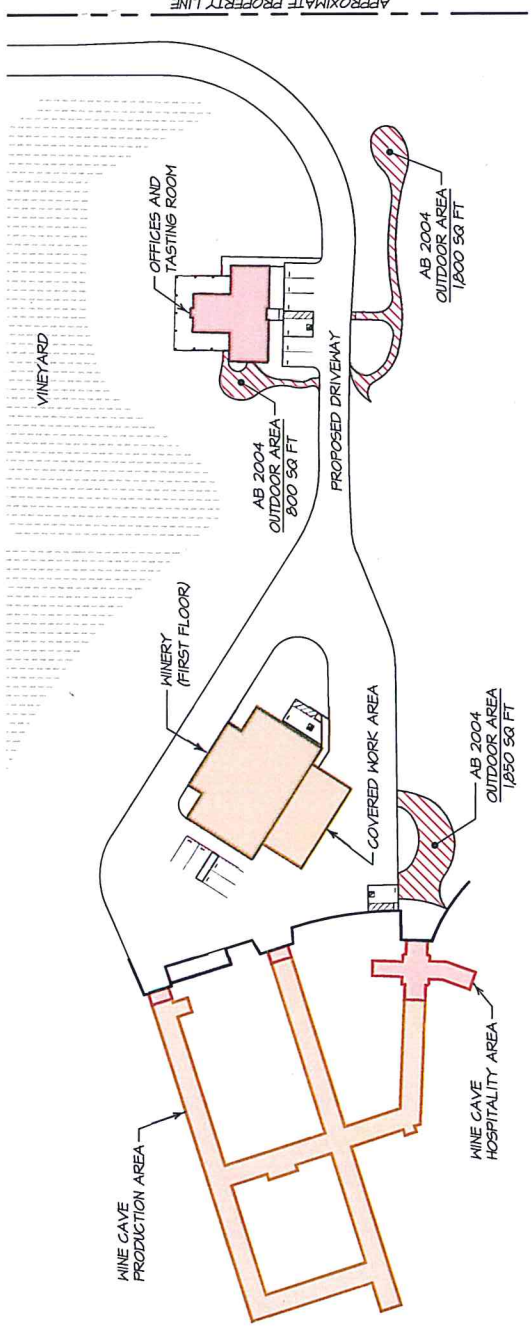 APPROXIMATE PROPERTY LINE
VINEYARD
OFFICES AND
TASTING ROOM
AB 2004
OUTDOOR AREA
800 SQ FT
PROPOSED DRIVEWAY
AB 2004
OUTDOOR AREA
1,800 SQ FT
WINERY
(FIRST FLOOR)
COVERED WORK AREA
AB 2004
OUTDOOR AREA
1,850 SQ FT
WINE CAVE
PRODUCTION AREA
WINE CAVE
HOSPITALITY AREA